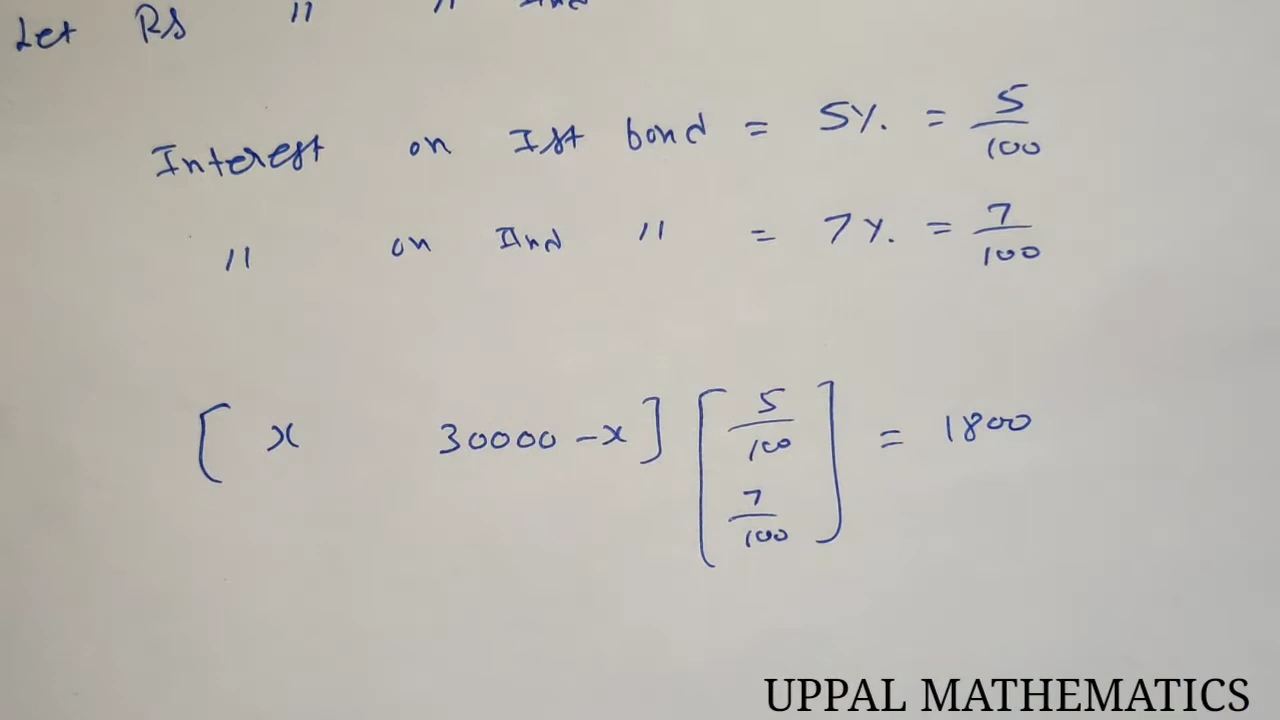 Let RS " " IInd
Interest on Ist bond = 5%. = 5/100
" on IInd " = 7%. = 7/100
[ x 30000 - x ] [ 5/100 7/100 ] = 1800
UPPAL MATHEMATICS